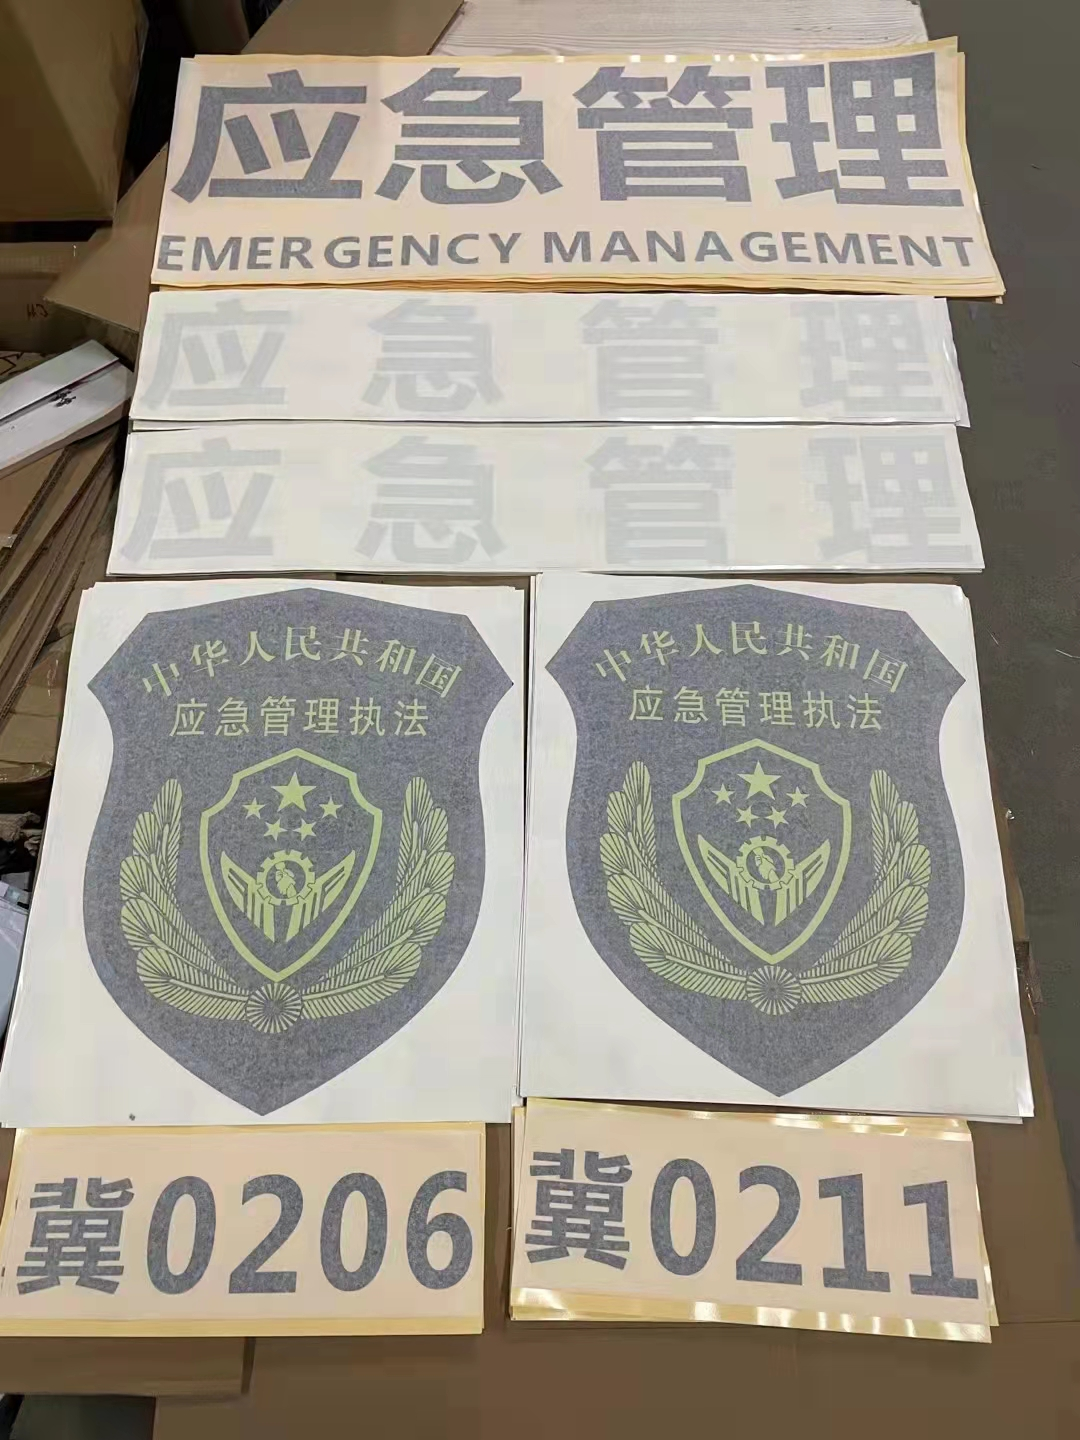 应急管理
EMERGENCY MANAGEMENT
应急管理
应急管理
中华人民共和国
应急管理执法
中华人民共和国
应急管理执法
冀0206
冀0211